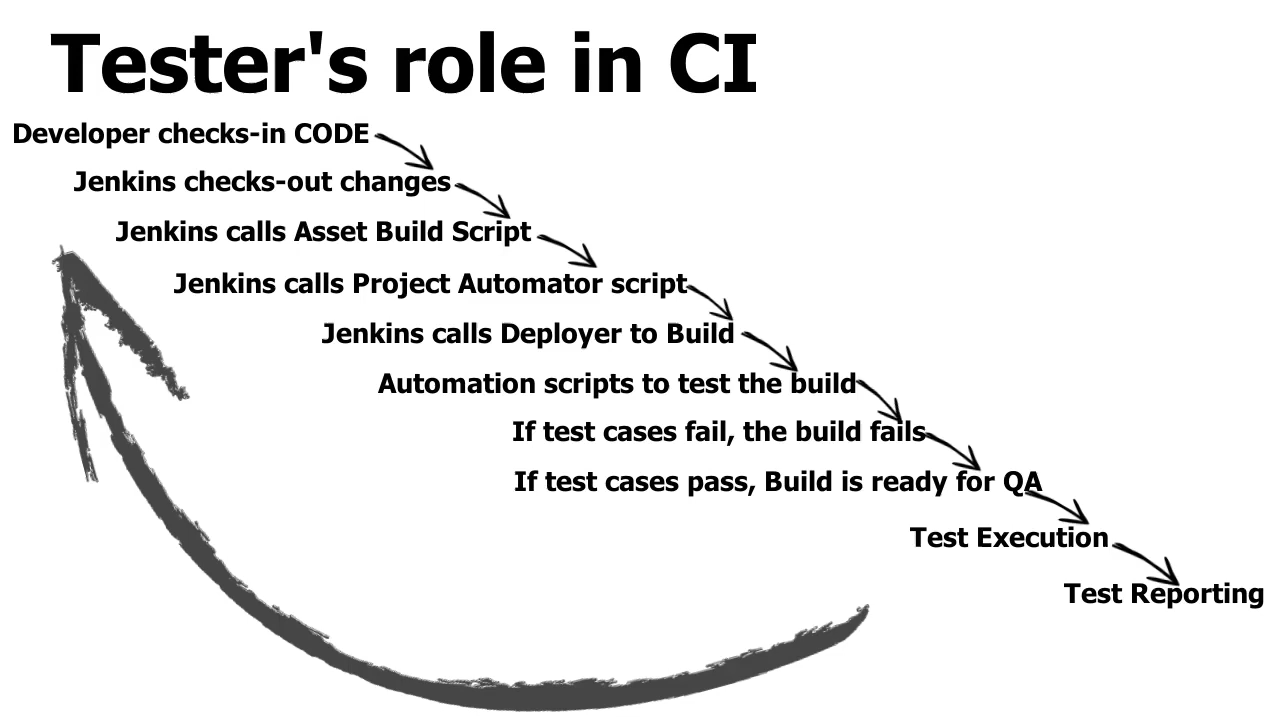 Tester's role in CI
Developer checks-in CODE
Jenkins checks-out changes
Jenkins calls Asset Build Script
Jenkins calls Project Automator script
Jenkins calls Deployer to Build
Automation scripts to test the build
If test cases fail, the build fails
If test cases pass, Build is ready for QA
Test Execution
Test Reporting